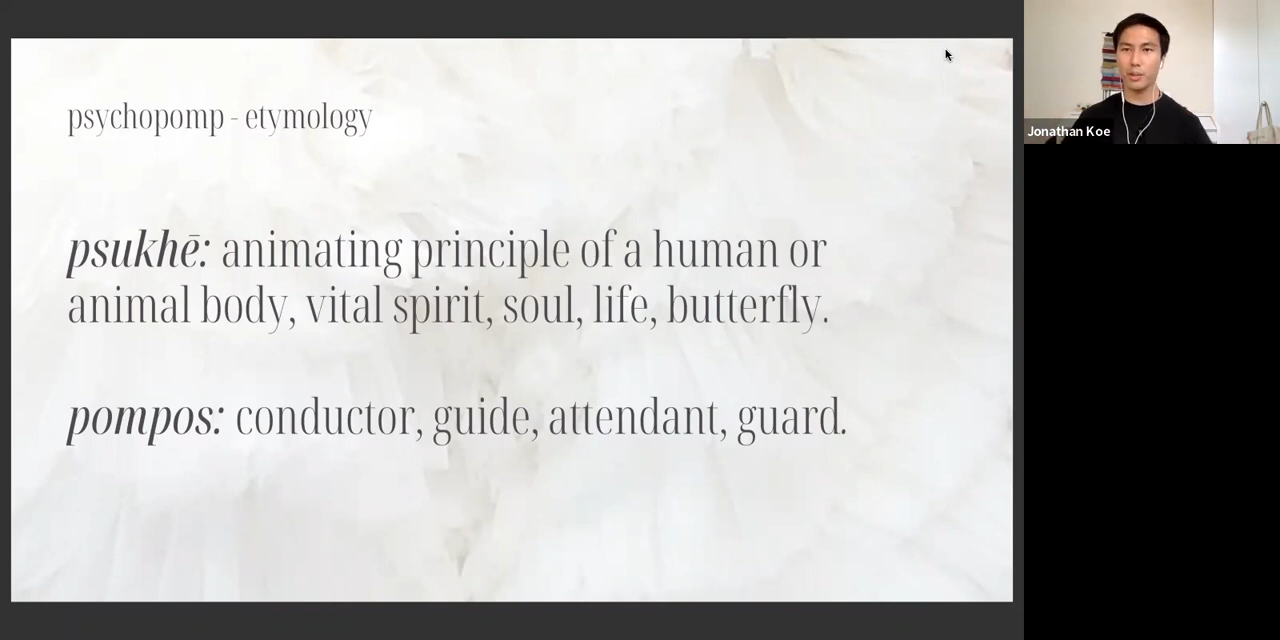 psychopomp - etymology
psukhē: animating principle of a human or
animal body, vital spirit, soul, life, butterfly.
pompos: conductor, guide, attendant, guard.
Jonathan Koe